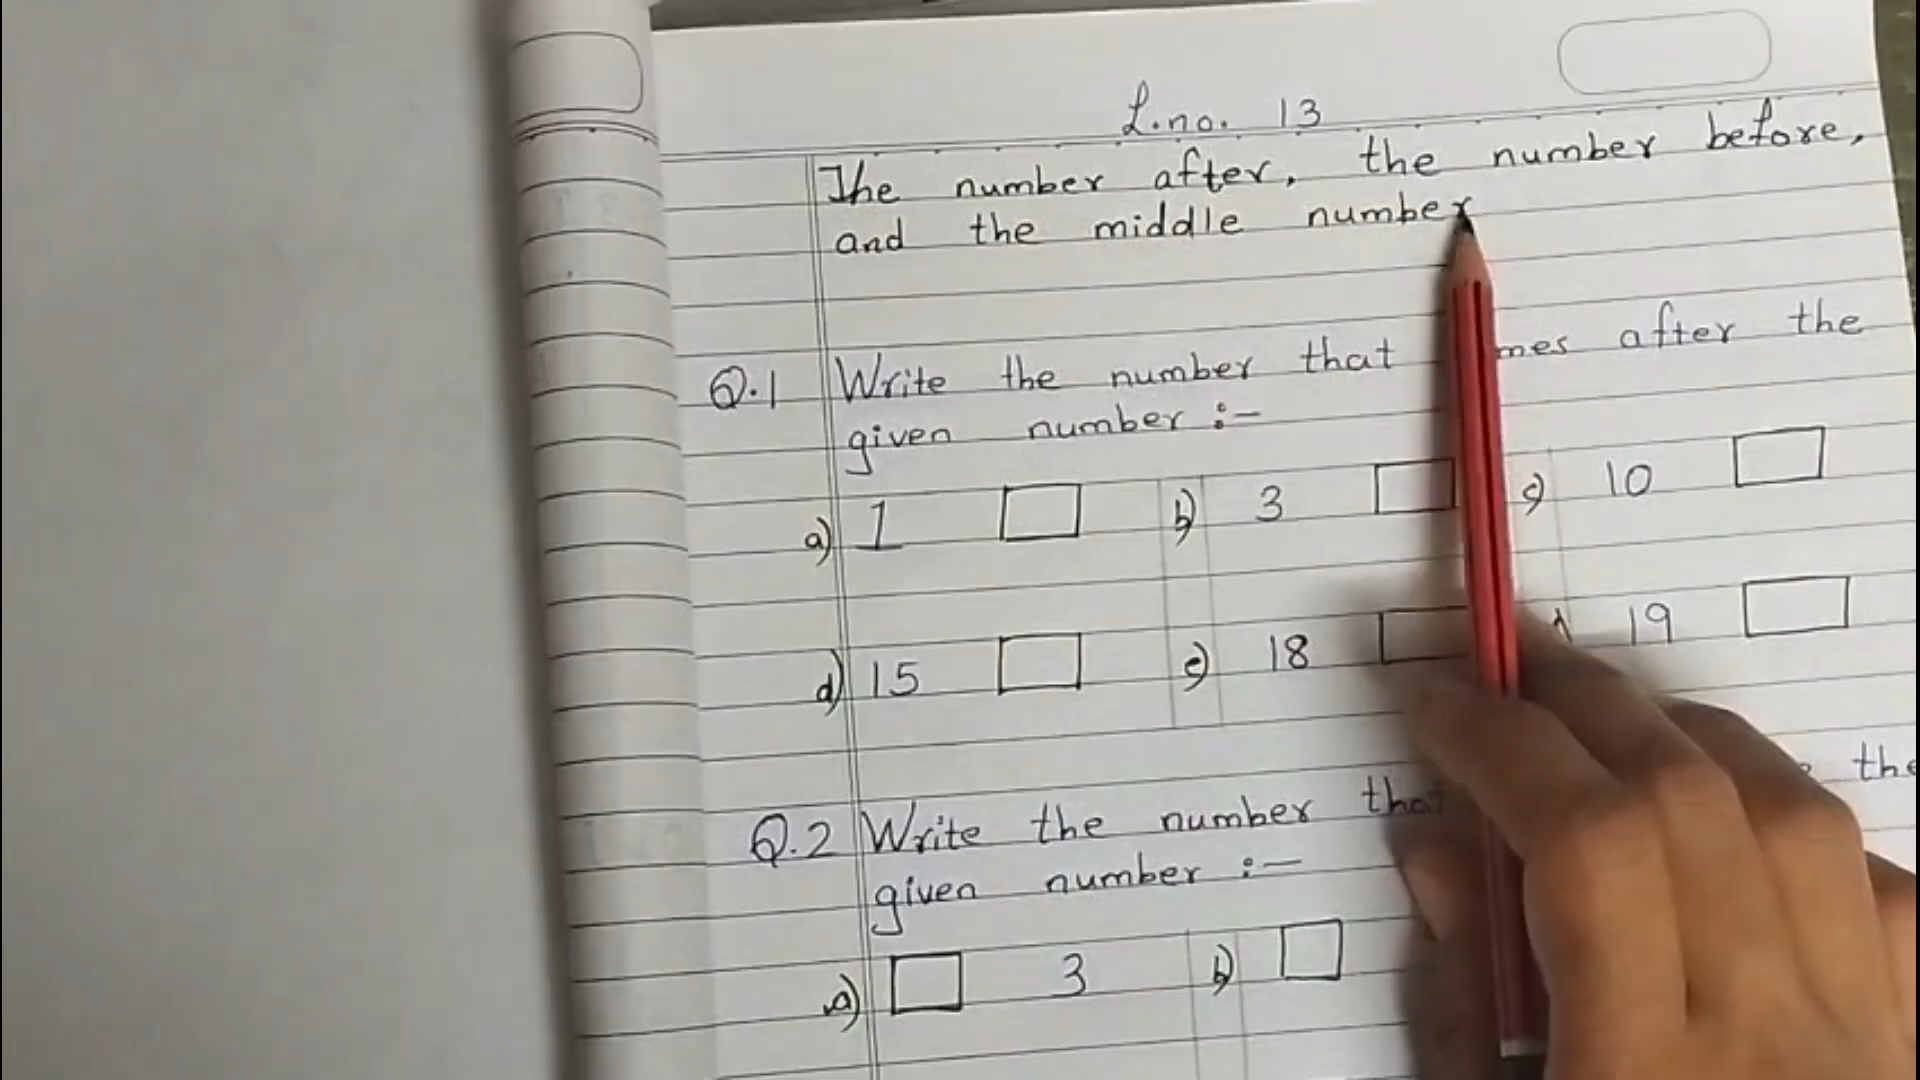 L.no. 13
The number after, the number before,
and the middle number
Q.1 Write the number that after the
given number :-
a) 1 b) 3 c) 10
d) 15 e) 18 19
Q.2 Write the number that the
given number :-
a) 3 b)